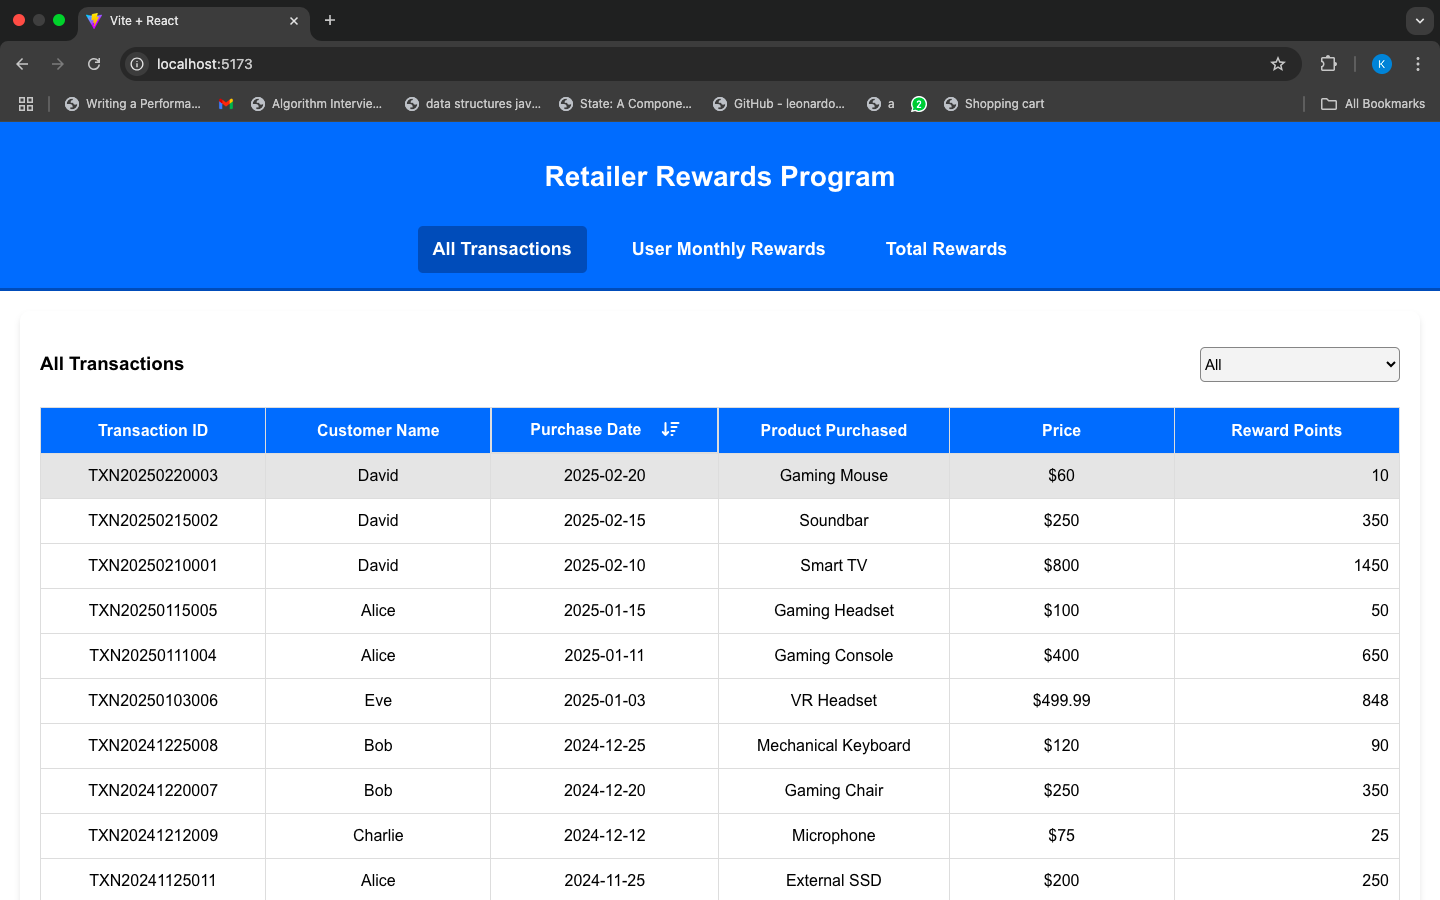 Vite + React
localhost:5173
Writing a Performa...
Algorithm Intervie...
data structures jav...
State: A Compone...
GitHub - leonardo...
a
2
Shopping cart
All Bookmarks
K
Retailer Rewards Program
All Transactions User Monthly Rewards Total Rewards
All Transactions
All
Transaction ID Customer Name Purchase Date Product Purchased Price Reward Points
TXN20250220003 David 2025-02-20 Gaming Mouse $60 10
TXN20250215002 David 2025-02-15 Soundbar $250 350
TXN20250210001 David 2025-02-10 Smart TV $800 1450
TXN20250115005 Alice 2025-01-15 Gaming Headset $100 50
TXN20250111004 Alice 2025-01-11 Gaming Console $400 650
TXN20250103006 Eve 2025-01-03 VR Headset $499.99 848
TXN20241225008 Bob 2024-12-25 Mechanical Keyboard $120 90
TXN20241220007 Bob 2024-12-20 Gaming Chair $250 350
TXN20241212009 Charlie 2024-12-12 Microphone $75 25
TXN20241125011 Alice 2024-11-25 External SSD $200 250